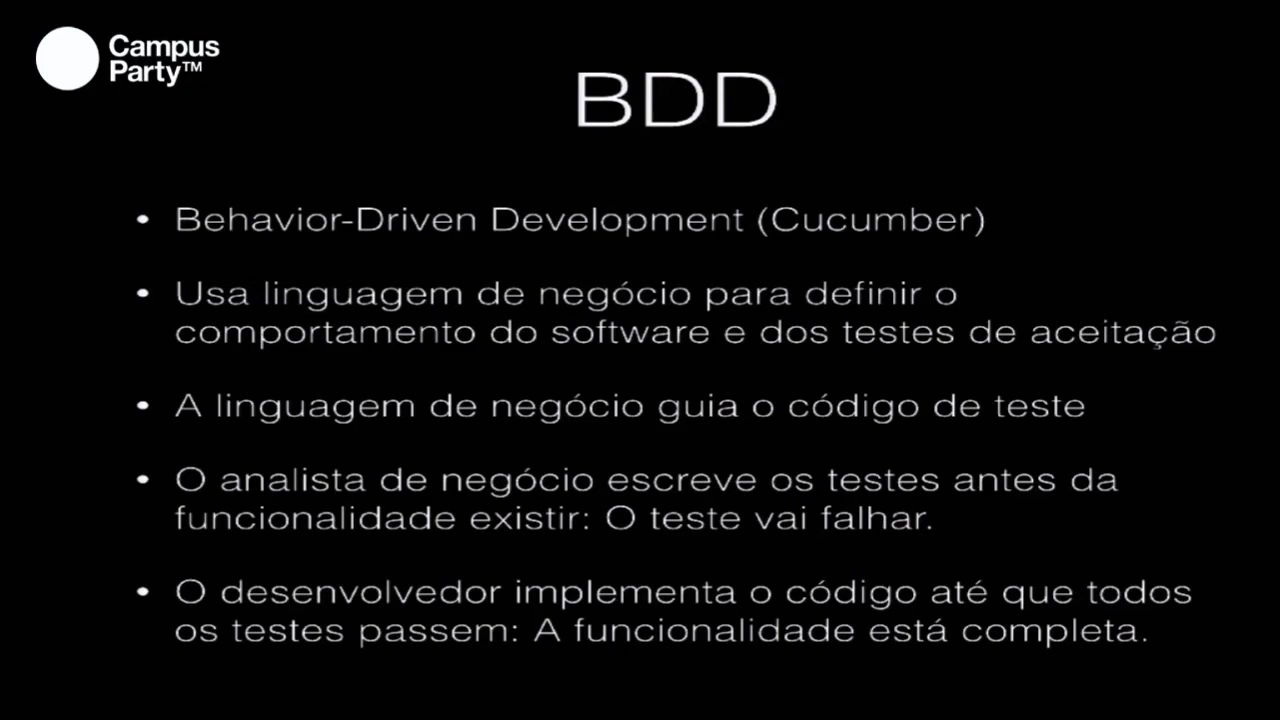 Campus
Party™
BDD
• Behavior-Driven Development (Cucumber)
• Usa linguagem de negócio para definir o
comportamento do software e dos testes de aceitação
• A linguagem de negócio guia o código de teste
• O analista de negócio escreve os testes antes da
funcionalidade existir: O teste vai falhar.
• O desenvolvedor implementa o código até que todos
os testes passem: A funcionalidade está completa.